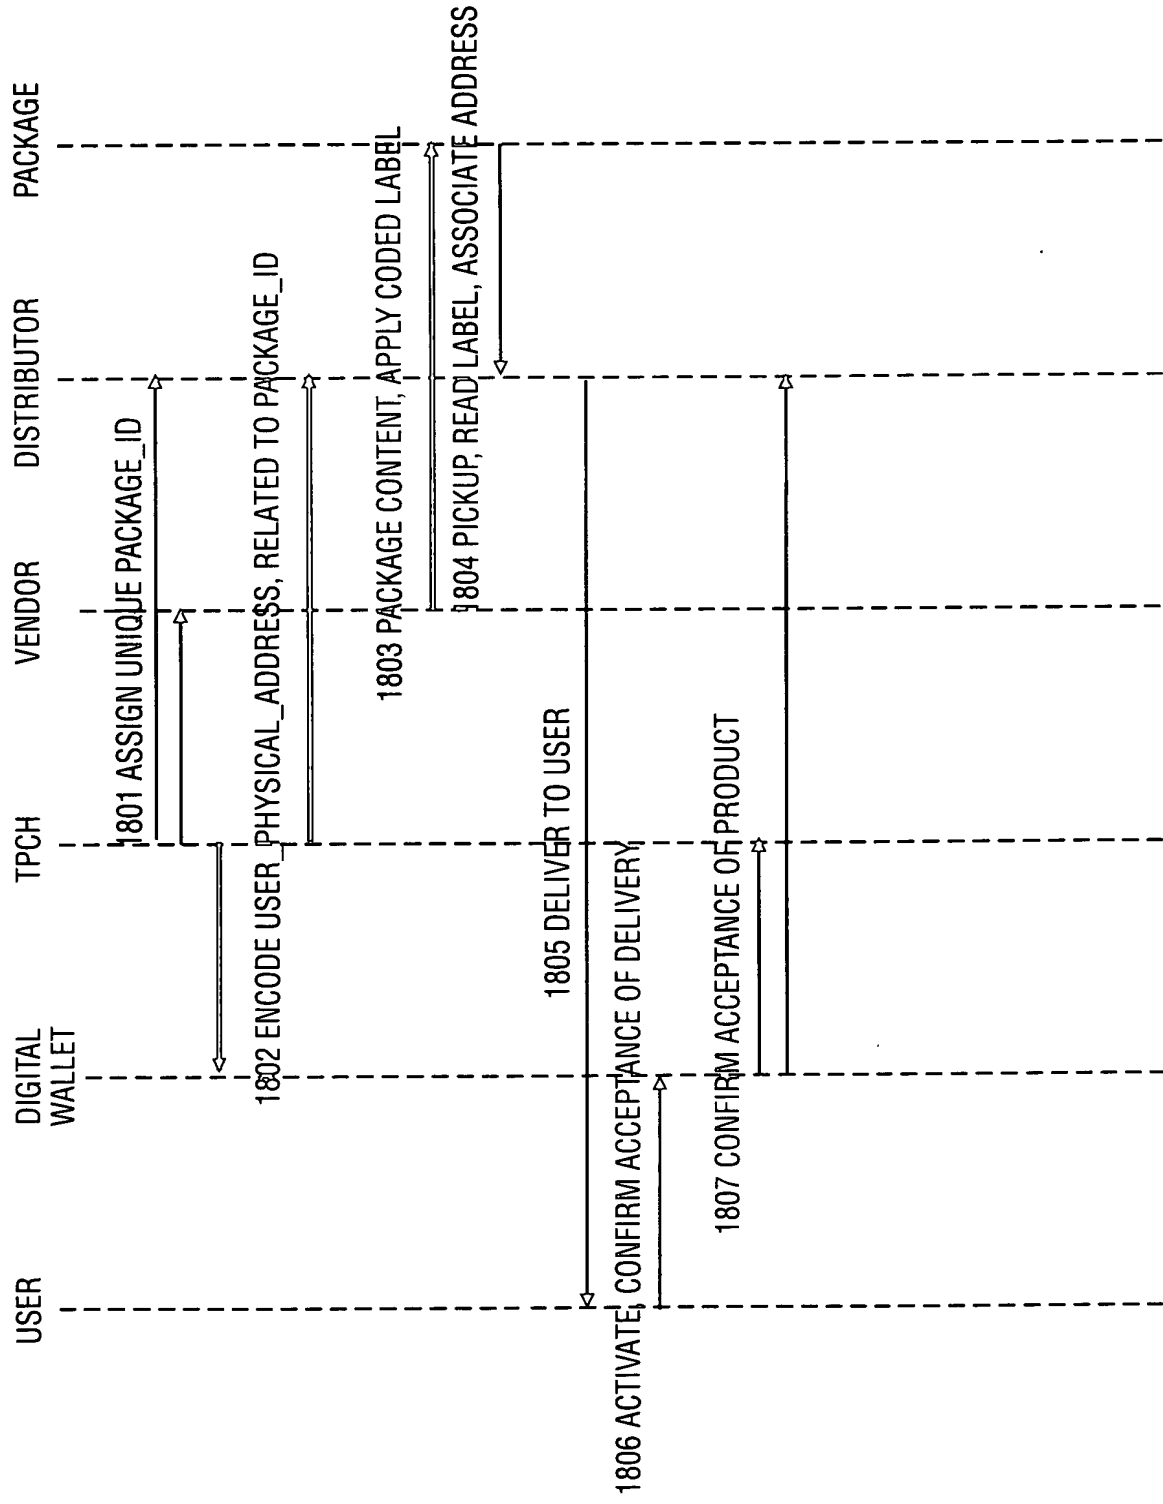 USER
DIGITAL
WALLET
TPCH
VENDOR
DISTRIBUTOR
PACKAGE
1801 ASSIGN UNIQUE PACKAGE_ID
1802 ENCODE USER_PHYSICAL_ADDRESS, RELATED TO PACKAGE_ID
1803 PACKAGE CONTENT, APPLY CODED LABEL
1804 PICKUP, READ LABEL, ASSOCIATE ADDRESS
1805 DELIVER TO USER
1806 ACTIVATE, CONFIRM ACCEPTANCE OF DELIVERY
1807 CONFIRM ACCEPTANCE OF PRODUCT